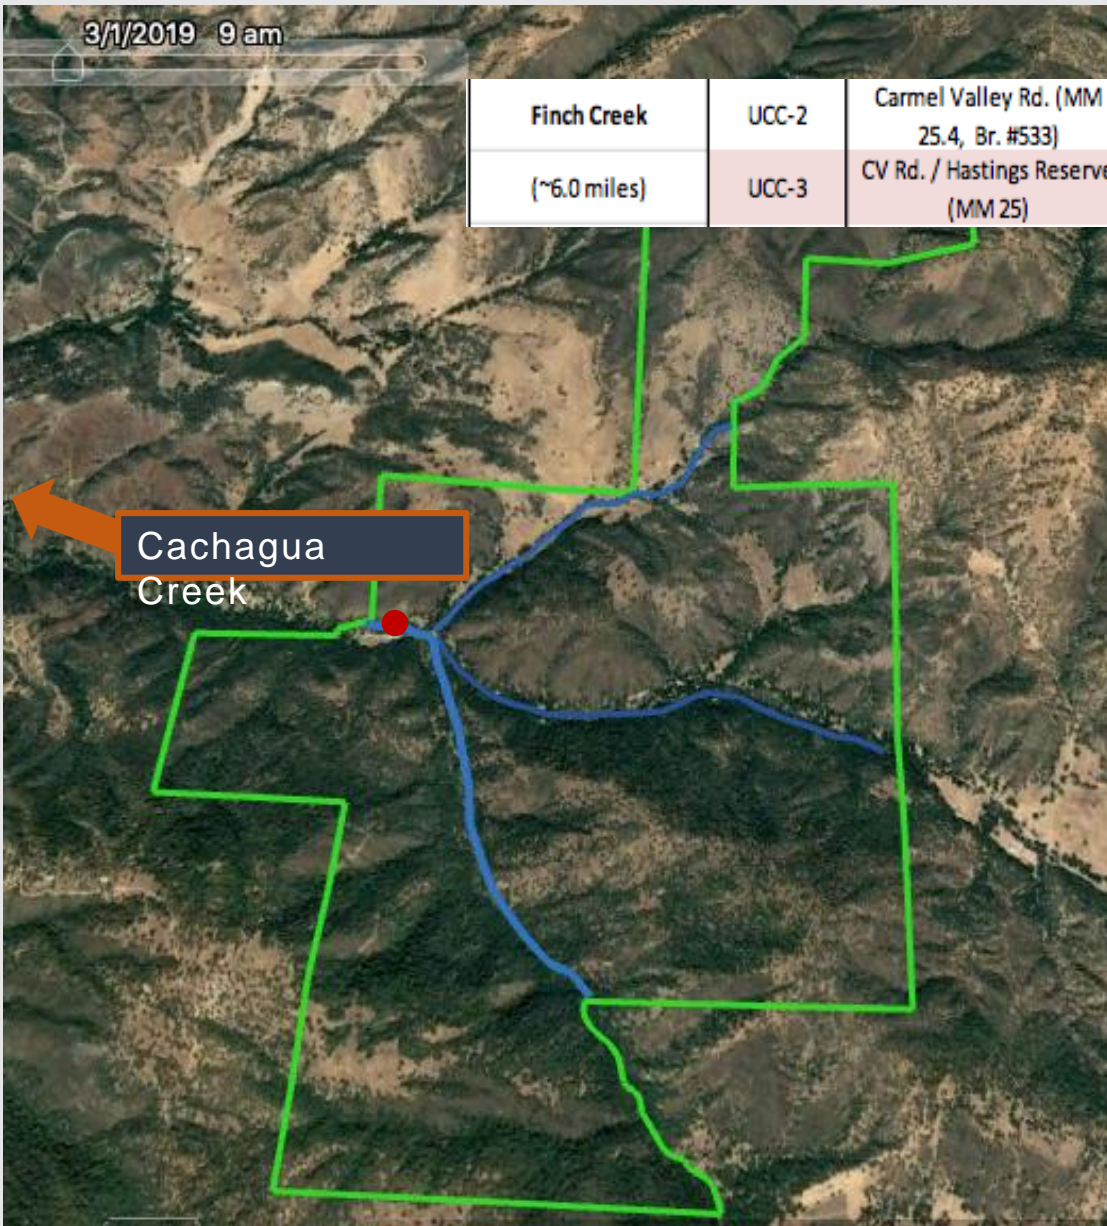 3/1/2019 9 am
Finch Creek
UCC-2
Carmel Valley Rd. (MM
25.4, Br. #533)
(~6.0 miles)
UCC-3
CV Rd. / Hastings Reserve
(MM 25)
Cachagua
Creek